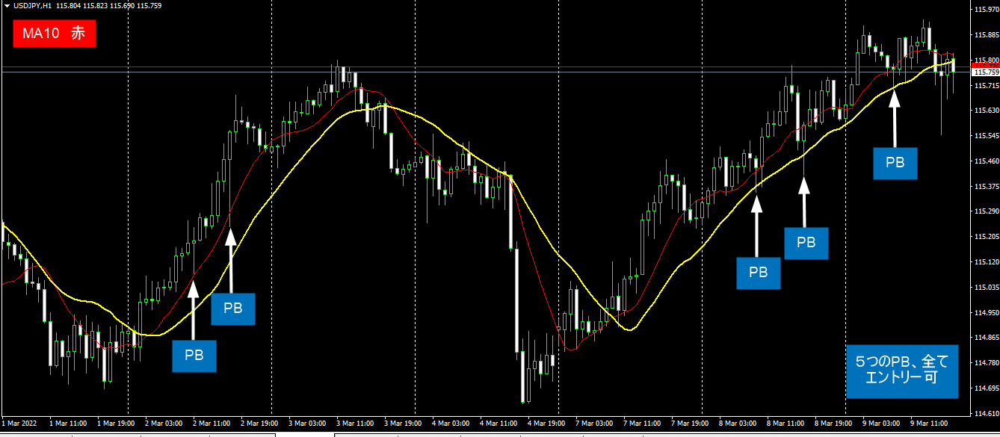 USDJPY,H1 115.804 115.823 115.690 115.759
MA10 赤
115.970
115.885
115.800
115.759
115.715
115.630
115.545
115.460
115.375
115.290
115.205
115.120
115.035
114.950
114.865
114.780
114.695
114.610
PB
PB
PB
PB
PB
5つのPB、全て
エントリー可
1 Mar 2022
1 Mar 11:00
1 Mar 19:00
2 Mar 03:00
2 Mar 11:00
2 Mar 19:00
3 Mar 03:00
3 Mar 11:00
3 Mar 19:00
4 Mar 03:00
4 Mar 11:00
4 Mar 19:00
7 Mar 03:00
7 Mar 11:00
7 Mar 19:00
8 Mar 03:00
8 Mar 11:00
8 Mar 19:00
9 Mar 03:00
9 Mar 11:00